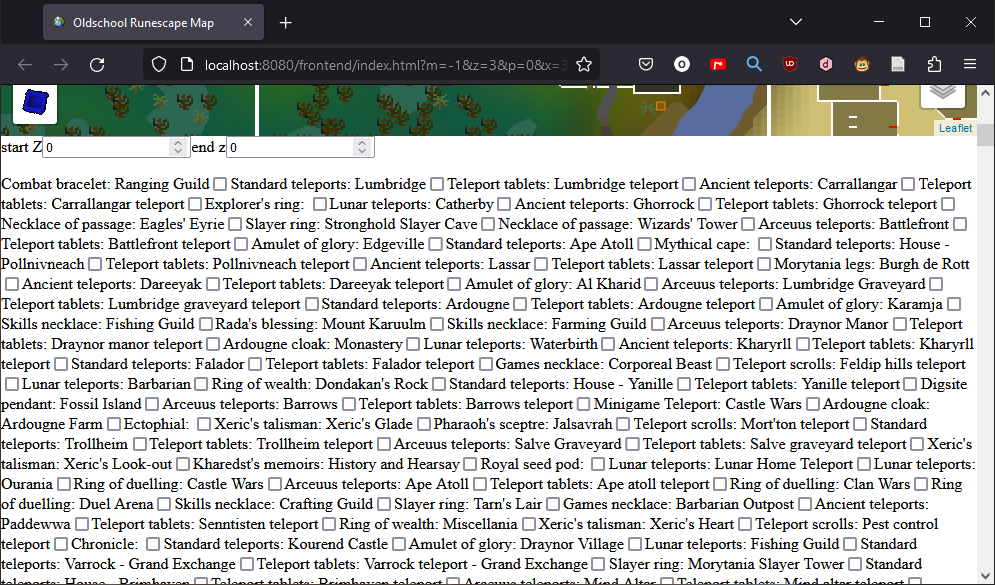 Oldschool Runescape Map
localhost:8080/frontend/index.html?m=-1&z=3&p=0&x=3
Leaflet
start Z 0 end z 0
Combat bracelet: Ranging Guild Standard teleports: Lumbridge Teleport tablets: Lumbridge teleport Ancient teleports: Carrallangar Teleport
tablets: Carrallangar teleport Explorer's ring: Lunar teleports: Catherby Ancient teleports: Ghorrock Teleport tablets: Ghorrock teleport
Necklace of passage: Eagles' Eyrie Slayer ring: Stronghold Slayer Cave Necklace of passage: Wizards' Tower Arceuus teleports: Battlefront
Teleport tablets: Battlefront teleport Amulet of glory: Edgeville Standard teleports: Ape Atoll Mythical cape: Standard teleports: House -
Pollnivneach Teleport tablets: Pollnivneach teleport Ancient teleports: Lassar Teleport tablets: Lassar teleport Morytania legs: Burgh de Rott
Ancient teleports: Dareeyak Teleport tablets: Dareeyak teleport Amulet of glory: Al Kharid Arceuus teleports: Lumbridge Graveyard
Teleport tablets: Lumbridge graveyard teleport Standard teleports: Ardougne Teleport tablets: Ardougne teleport Amulet of glory: Karamja
Skills necklace: Fishing Guild Rada's blessing: Mount Karuulm Skills necklace: Farming Guild Arceuus teleports: Draynor Manor Teleport
tablets: Draynor manor teleport Ardougne cloak: Monastery Lunar teleports: Waterbirth Ancient teleports: Kharyrll Teleport tablets: Kharyrll
teleport Standard teleports: Falador Teleport tablets: Falador teleport Games necklace: Corporeal Beast Teleport scrolls: Feldip hills teleport
Lunar teleports: Barbarian Ring of wealth: Dondakan's Rock Standard teleports: House - Yanille Teleport tablets: Yanille teleport Digsite
pendant: Fossil Island Arceuus teleports: Barrows Teleport tablets: Barrows teleport Minigame Teleport: Castle Wars Ardougne cloak:
Ardougne Farm Ectophial: Xeric's talisman: Xeric's Glade Pharaoh's sceptre: Jalsavrah Teleport scrolls: Mort'ton teleport Standard
teleports: Trollheim Teleport tablets: Trollheim teleport Arceuus teleports: Salve Graveyard Teleport tablets: Salve graveyard teleport Xeric's
talisman: Xeric's Look-out Kharedst's memoirs: History and Hearsay Royal seed pod: Lunar teleports: Lunar Home Teleport Lunar teleports:
Ourania Ring of duelling: Castle Wars Arceuus teleports: Ape Atoll Teleport tablets: Ape atoll teleport Ring of duelling: Clan Wars Ring
of duelling: Duel Arena Skills necklace: Crafting Guild Slayer ring: Tarn's Lair Games necklace: Barbarian Outpost Ancient teleports:
Paddewwa Teleport tablets: Senntisten teleport Ring of wealth: Miscellania Xeric's talisman: Xeric's Heart Teleport scrolls: Pest control
teleport Chronicle: Standard teleports: Kourend Castle Amulet of glory: Draynor Village Lunar teleports: Fishing Guild Standard
teleports: Varrock - Grand Exchange Teleport tablets: Varrock teleport - Grand Exchange Slayer ring: Morytania Slayer Tower Standard
teleports: House - Brimhaven Teleport tablets: Brimhaven teleport Arceuus teleports: Mind Altar Teleport tablets: Mind altar teleport